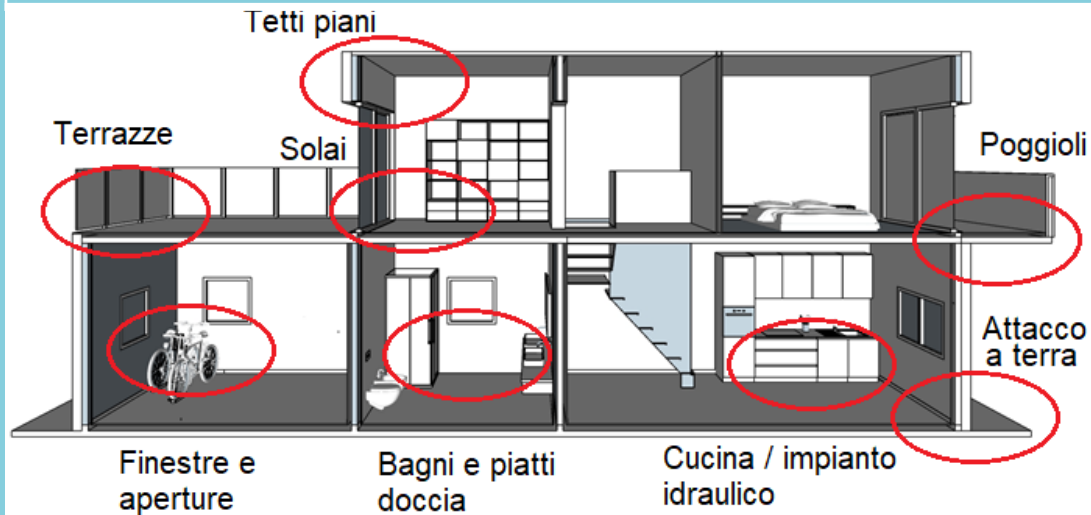 Tetti piani
Terrazze
Solai
Poggioli
Attacco
a terra
Finestre e
aperture
Bagni e piatti
doccia
Cucina / impianto
idraulico